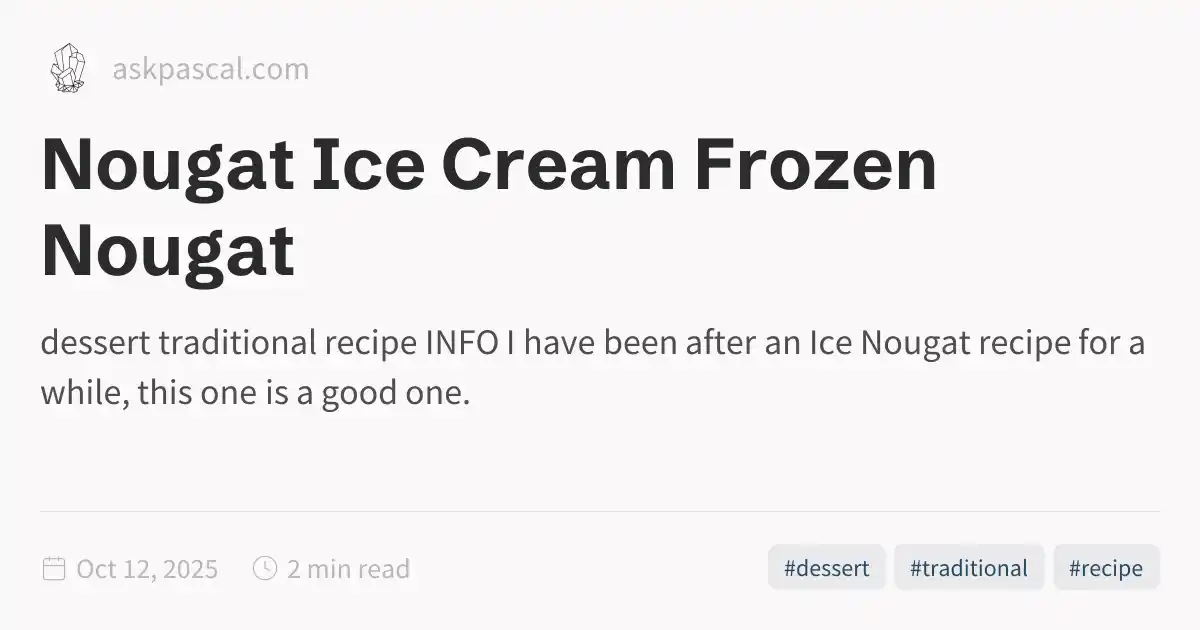 askpascal.com
Nougat Ice Cream Frozen
Nougat
dessert traditional recipe INFO I have been after an Ice Nougat recipe for a
while, this one is a good one.
Oct 12, 2025 2 min read #dessert #traditional #recipe